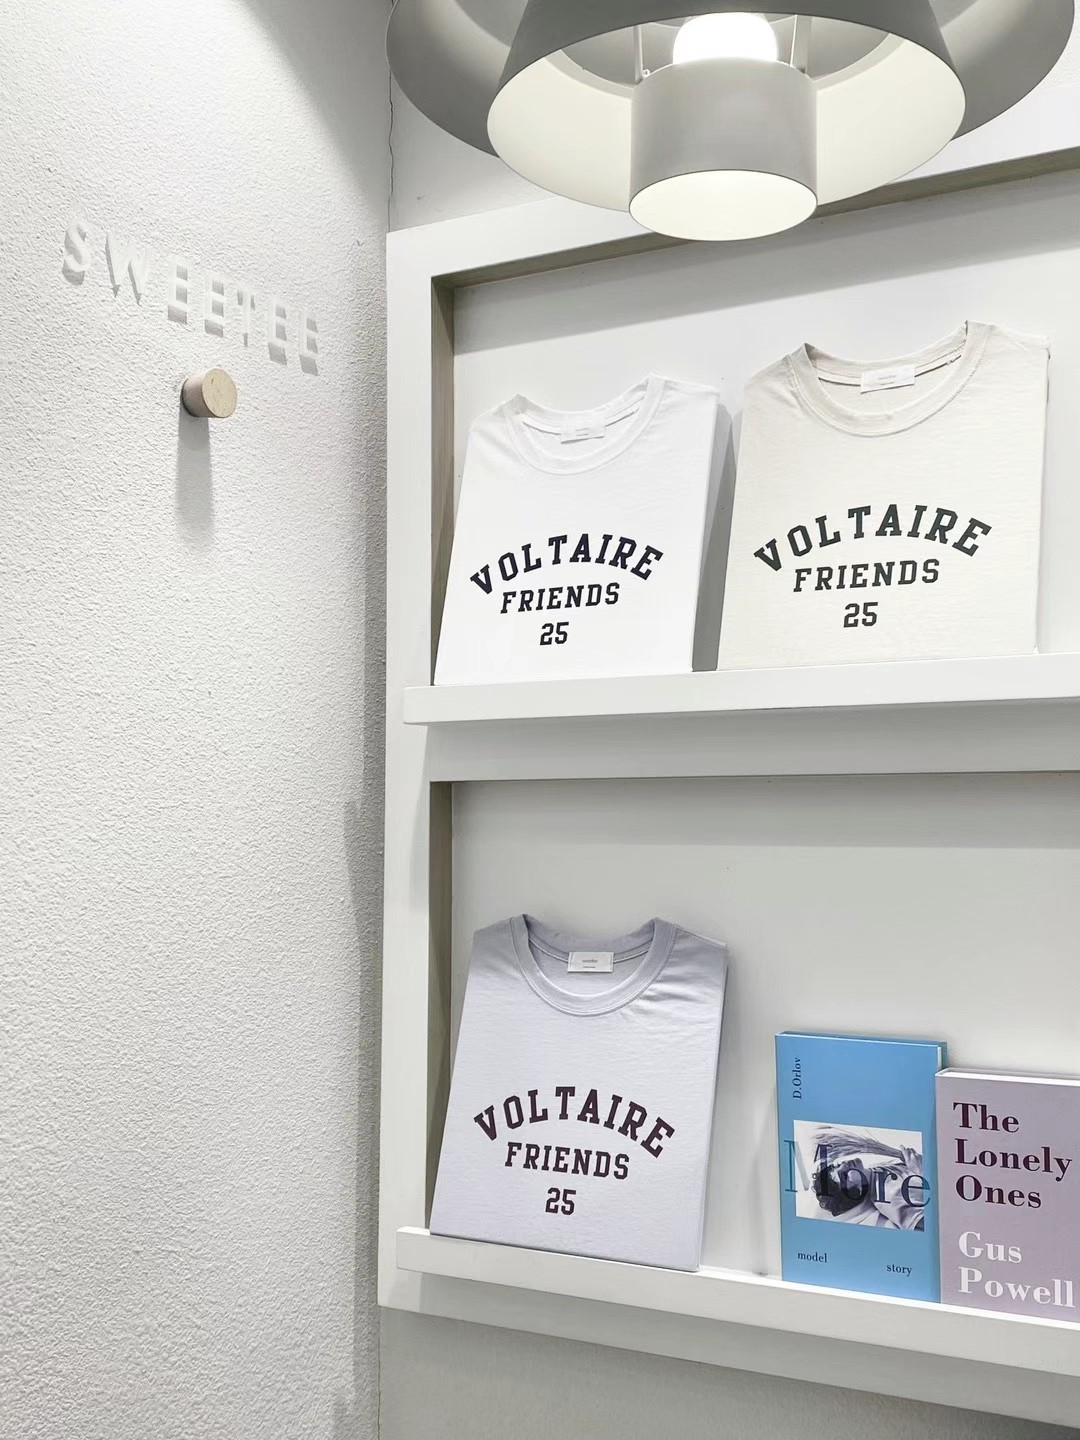 SWEETEE
VOLTAIRE
FRIENDS
25
VOLTAIRE
FRIENDS
25
VOLTAIRE
FRIENDS
25
D.Orlov
More
model
story
The
Lonely
Ones
Gus
Powell